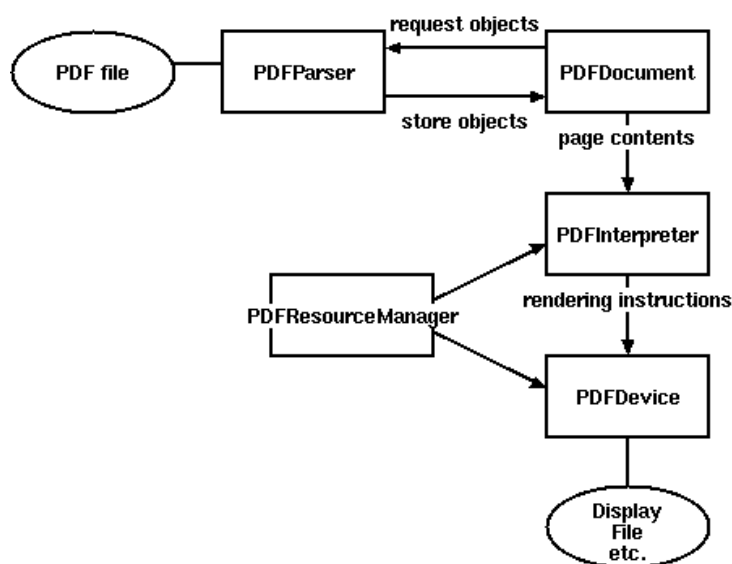 request objects
PDF file
PDFParser
PDFDocument
store objects
page contents
PDFInterpreter
PDFResourceManager
rendering instructions
PDFDevice
Display
File
etc.